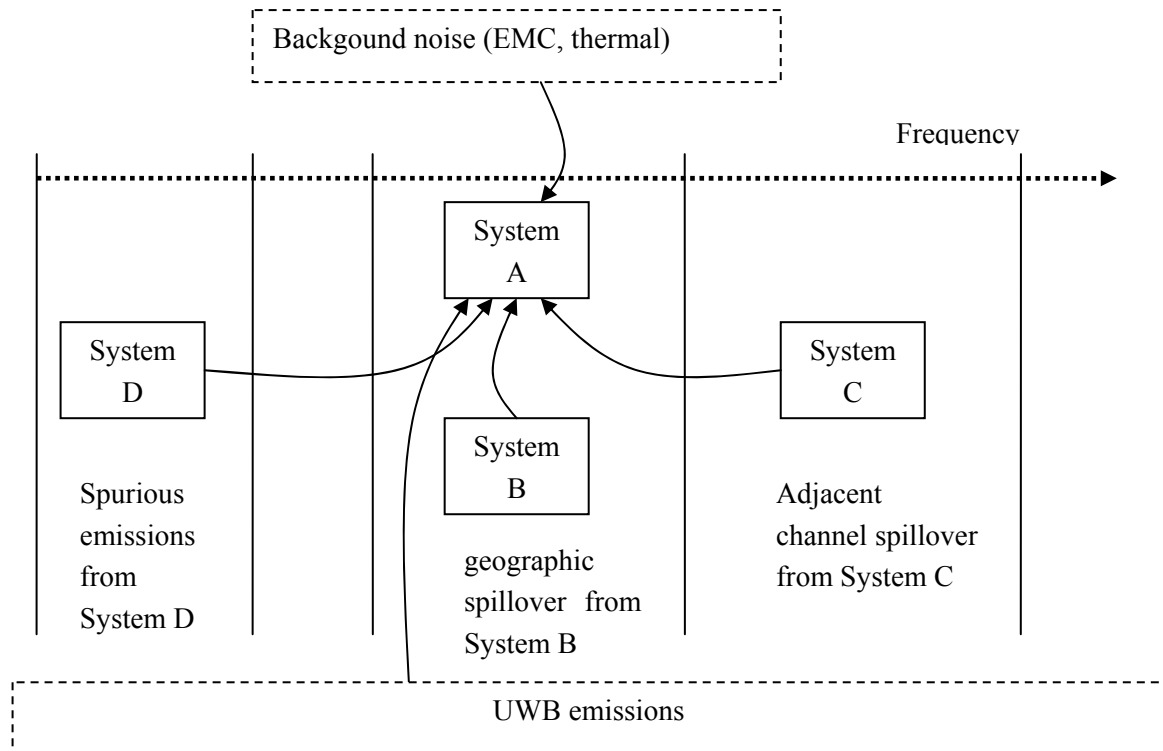 Backgound noise (EMC, thermal)
Frequency
System
A
System
D
System
C
System
B
Spurious
emissions
from
System D
geographic
spillover from
System B
Adjacent
channel spillover
from System C
UWB emissions